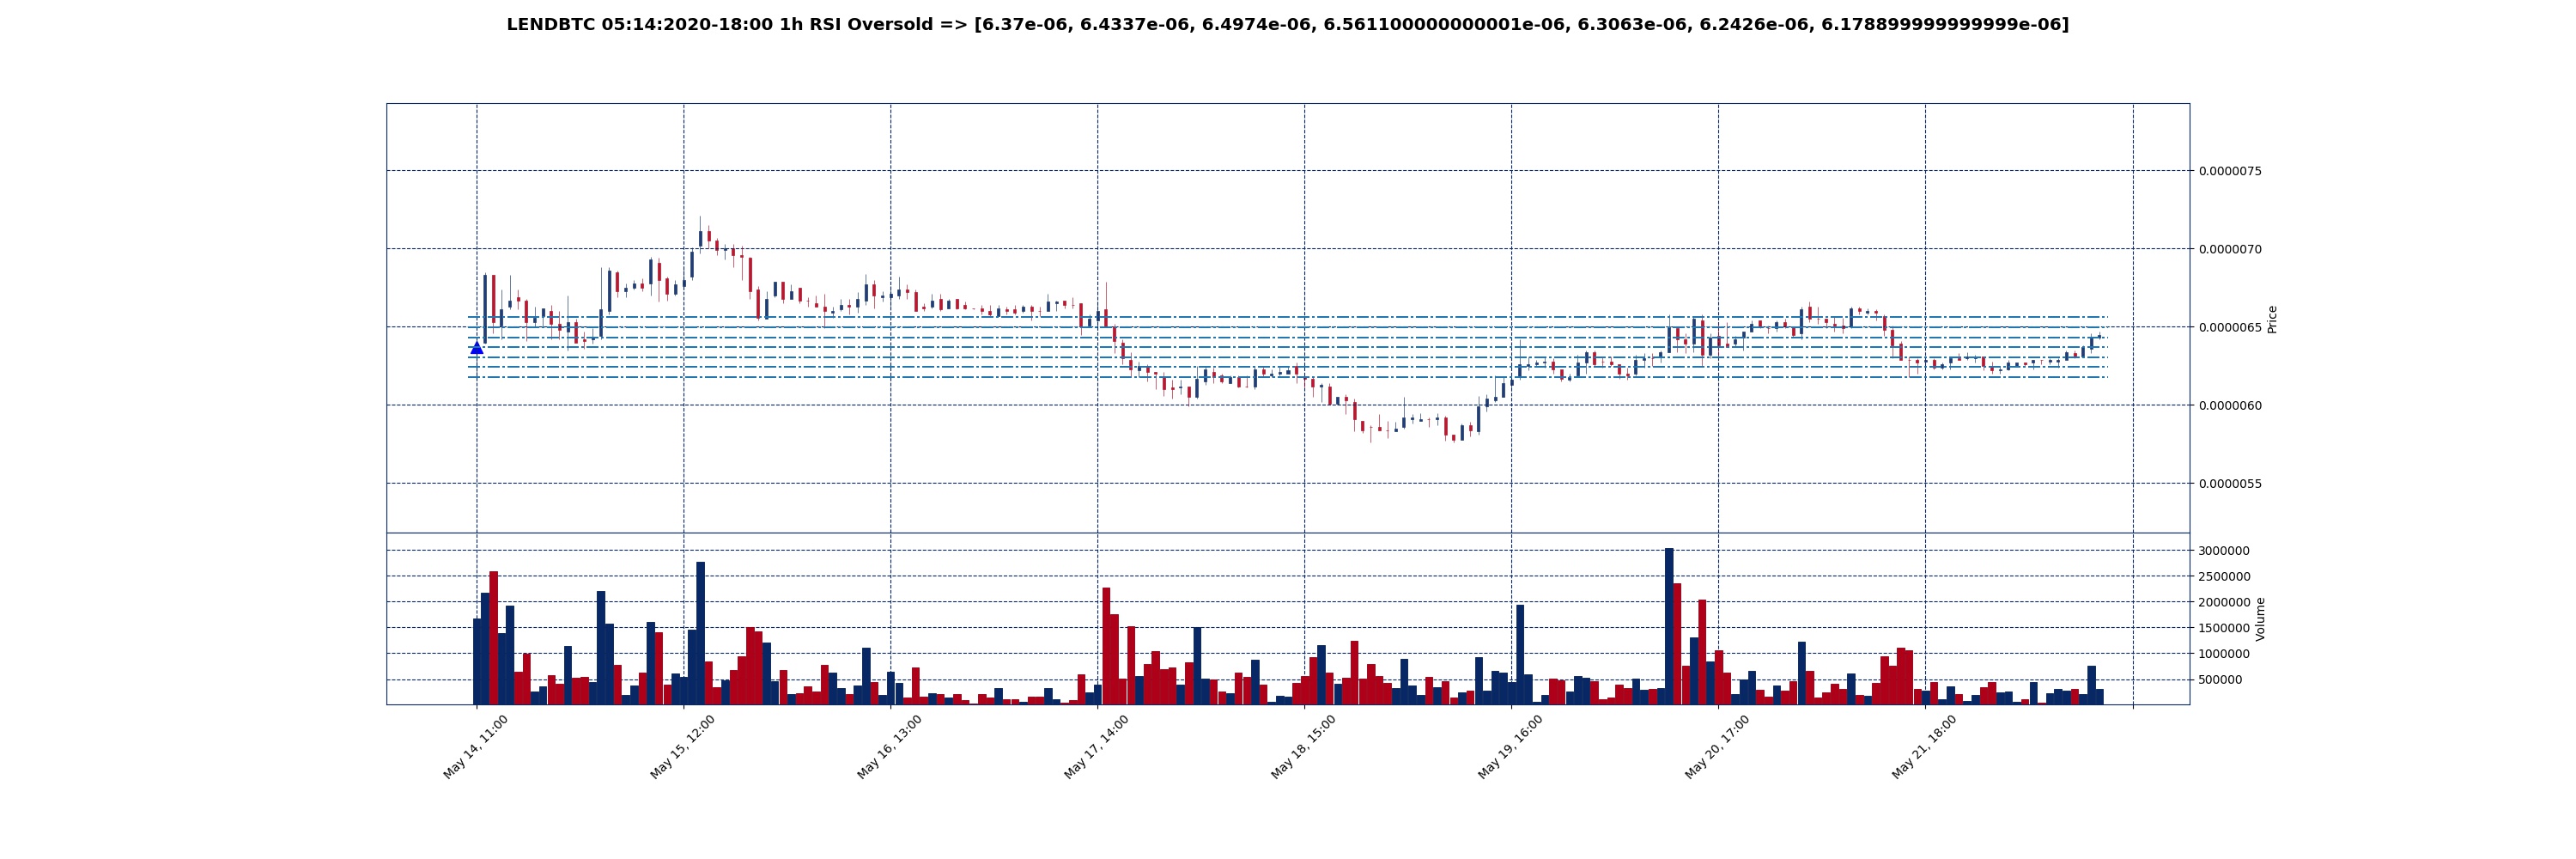 LENDBTC 05:14:2020-18:00 1h RSI Oversold => [6.37e-06, 6.4337e-06, 6.4974e-06, 6.561100000000001e-06, 6.3063e-06, 6.2426e-06, 6.178899999999999e-06]
0.0000075
0.0000070
0.0000065
0.0000060
0.0000055
Price
3000000
2500000
2000000
1500000
1000000
500000
Volume
May 14, 11:00
May 15, 12:00
May 16, 13:00
May 17, 14:00
May 18, 15:00
May 19, 16:00
May 20, 17:00
May 21, 18:00